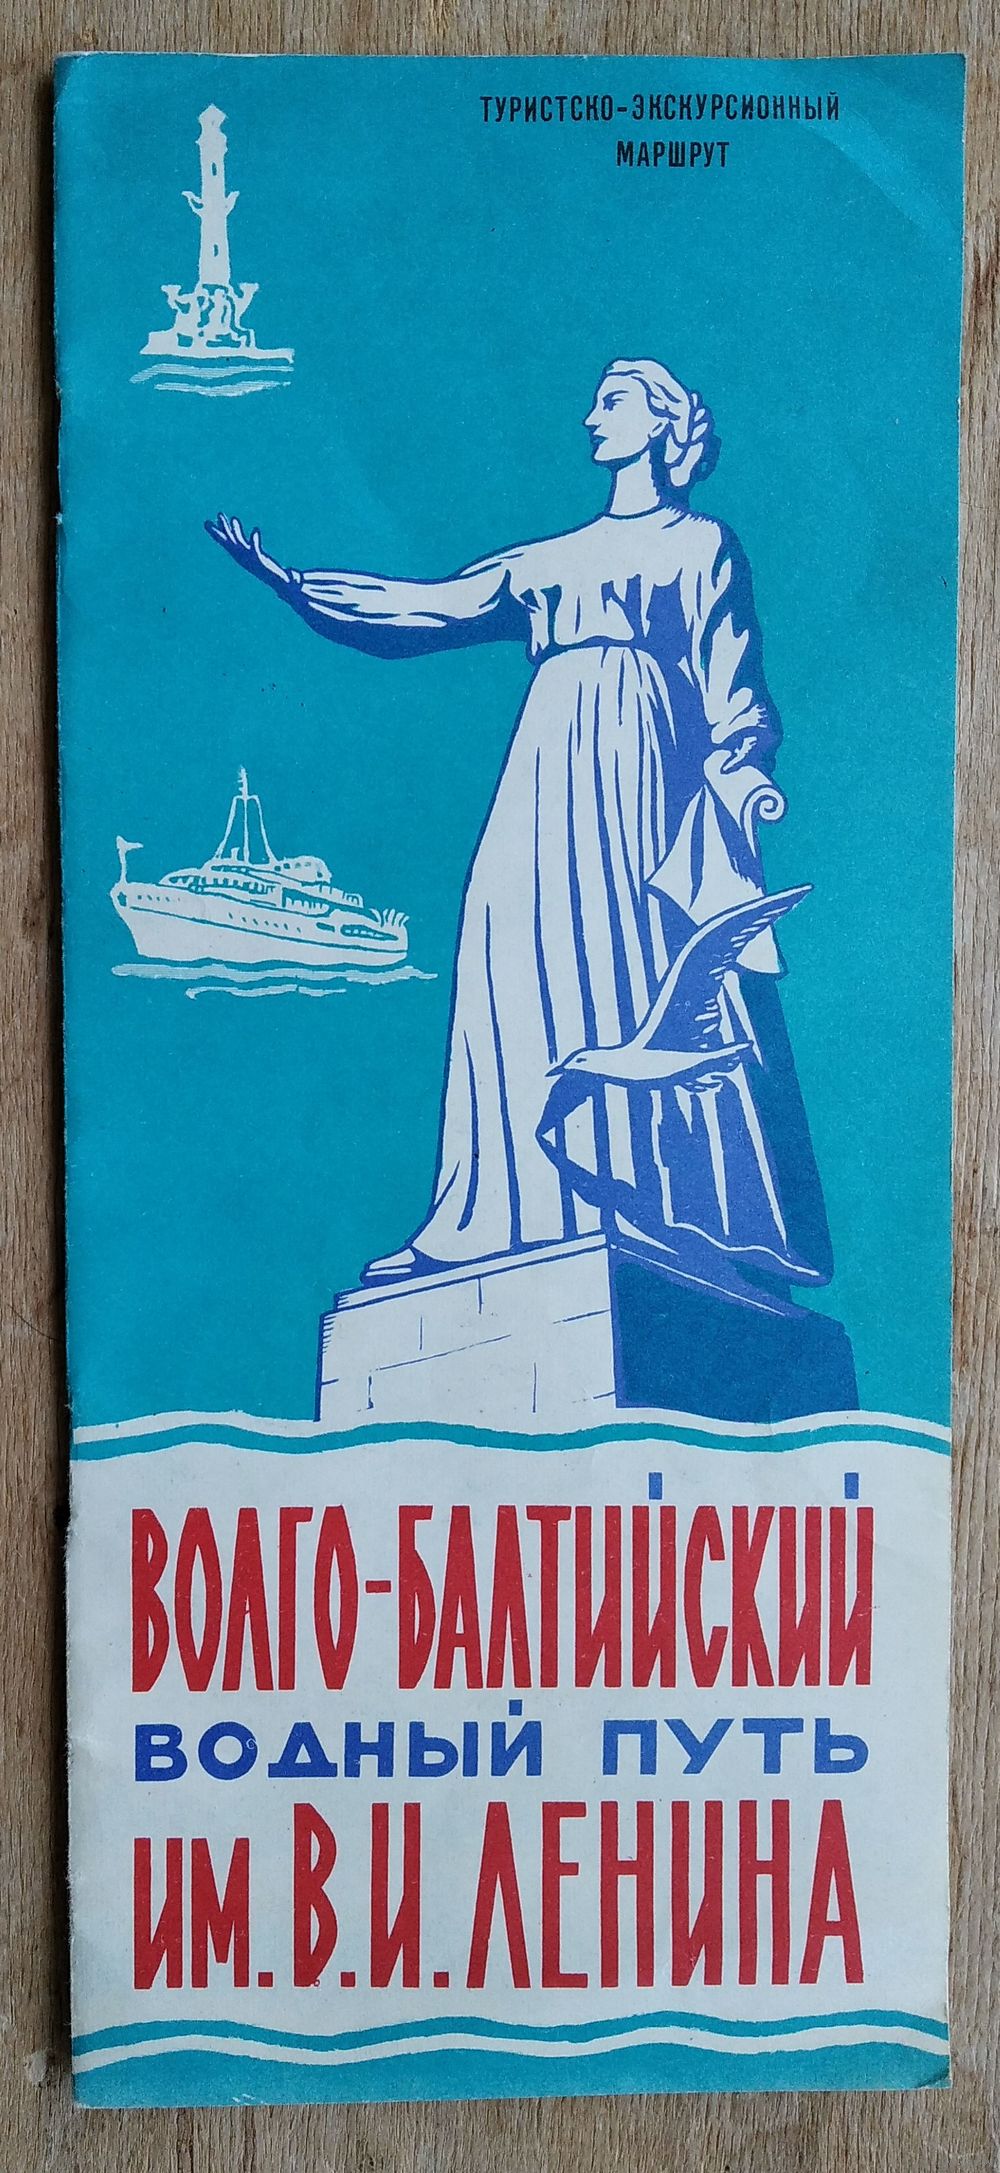 ТУРИСТСКО-ЭКСКУРСИОННЫЙ
МАРШРУТ
ВОЛГО-БАЛТИЙСКИЙ
ВОДНЫЙ ПУТЬ
ИМ. В. И. ЛЕНИНА